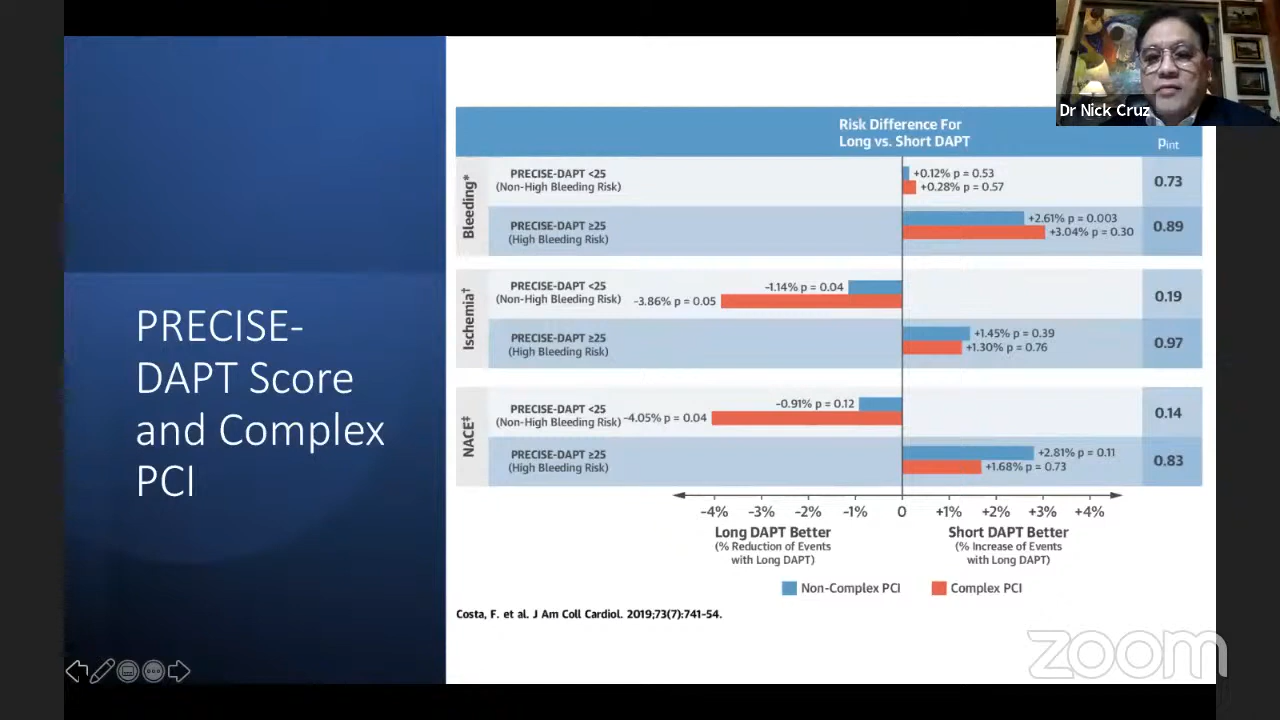 Dr Nick Cruz
PRECISE-
DAPT Score
and Complex
PCI
Risk Difference For
Long vs. Short DAPT
Pint
Bleeding*
PRECISE-DAPT <25
(Non-High Bleeding Risk)
+0.12% p = 0.53
+0.28% p = 0.57
0.73
PRECISE-DAPT ≥25
(High Bleeding Risk)
+2.61% p = 0.003
+3.04% p = 0.30
0.89
Ischemia†
PRECISE-DAPT <25
(Non-High Bleeding Risk)
-1.14% p = 0.04
-3.86% p = 0.05
0.19
PRECISE-DAPT ≥25
(High Bleeding Risk)
+1.45% p = 0.39
+1.30% p = 0.76
0.97
NACE‡
PRECISE-DAPT <25
(Non-High Bleeding Risk)
-0.91% p = 0.12
-4.05% p = 0.04
0.14
PRECISE-DAPT ≥25
(High Bleeding Risk)
+2.81% p = 0.11
+1.68% p = 0.73
0.83
-4% -3% -2% -1% 0 +1% +2% +3% +4%
Long DAPT Better
(% Reduction of Events
with Long DAPT)
Short DAPT Better
(% Increase of Events
with Long DAPT)
Non-Complex PCI
Complex PCI
Costa, F. et al. J Am Coll Cardiol. 2019;73(7):741-54.
zoom